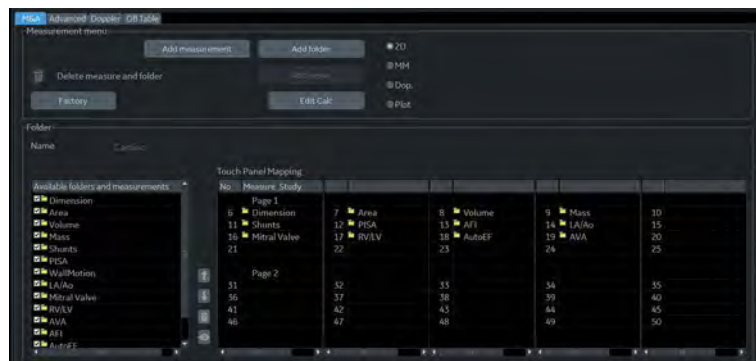 M&A Advanced Doppler OB Table
Measurement menu:
Add measurement Add folder 2D
MM
Delete measure and folder
Dop.
Factory Edit Calc Plot
Folder:
Name Cardiac
Touch Panel Mapping
Available folders and measurements No Measure Study
Dimension Page 1
Area 6 Dimension 7 Area 8 Volume 9 Mass 10
Volume 11 Shunts 12 PISA 13 AFI 14 LA/Ao 15
Mass 16 Mitral Valve 17 RV/LV 18 AutoEF 19 AVA 20
Shunts 21 22 23 24 25
PISA
WallMotion Page 2
LA/Ao 31 32 33 34 35
Mitral Valve 36 37 38 39 40
RV/LV 41 42 43 44 45
AVA 46 47 48 49 50
AFI
AutoEF